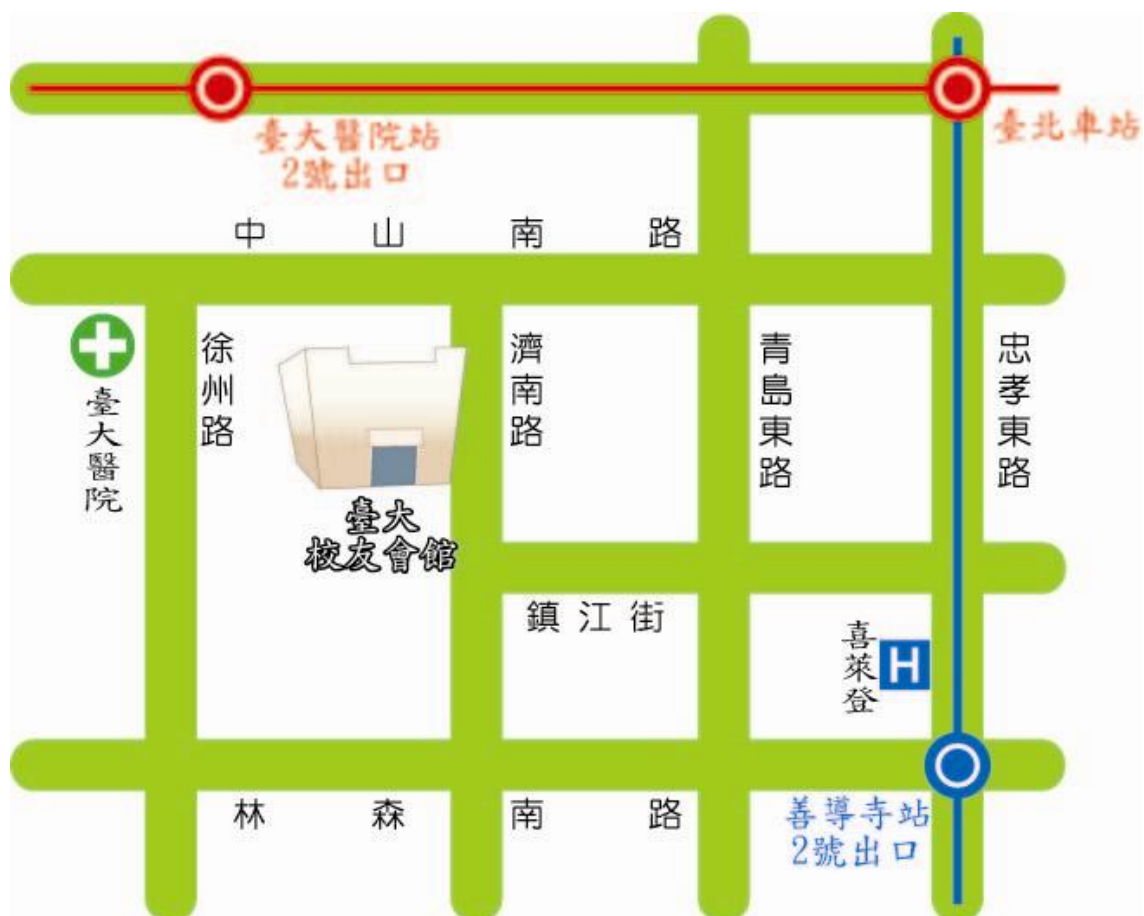 臺大醫院站
2號出口
臺北車站
中山南路
徐州路
濟南路
青島東路
忠孝東路
臺大醫院
臺大
校友會館
鎮江街
喜萊登
H
林森南路
善導寺站
2號出口